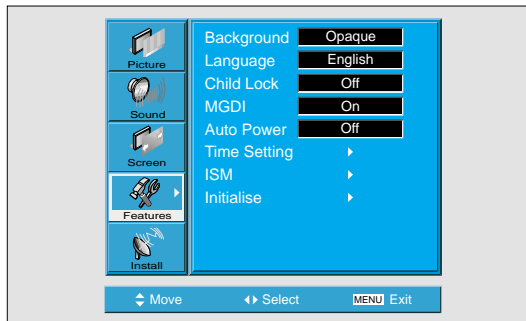 Picture
Sound
Screen
Features
Install
Background Opaque
Language English
Child Lock Off
MGDI On
Auto Power Off
Time Setting
ISM
Initialise
Move Select MENU Exit